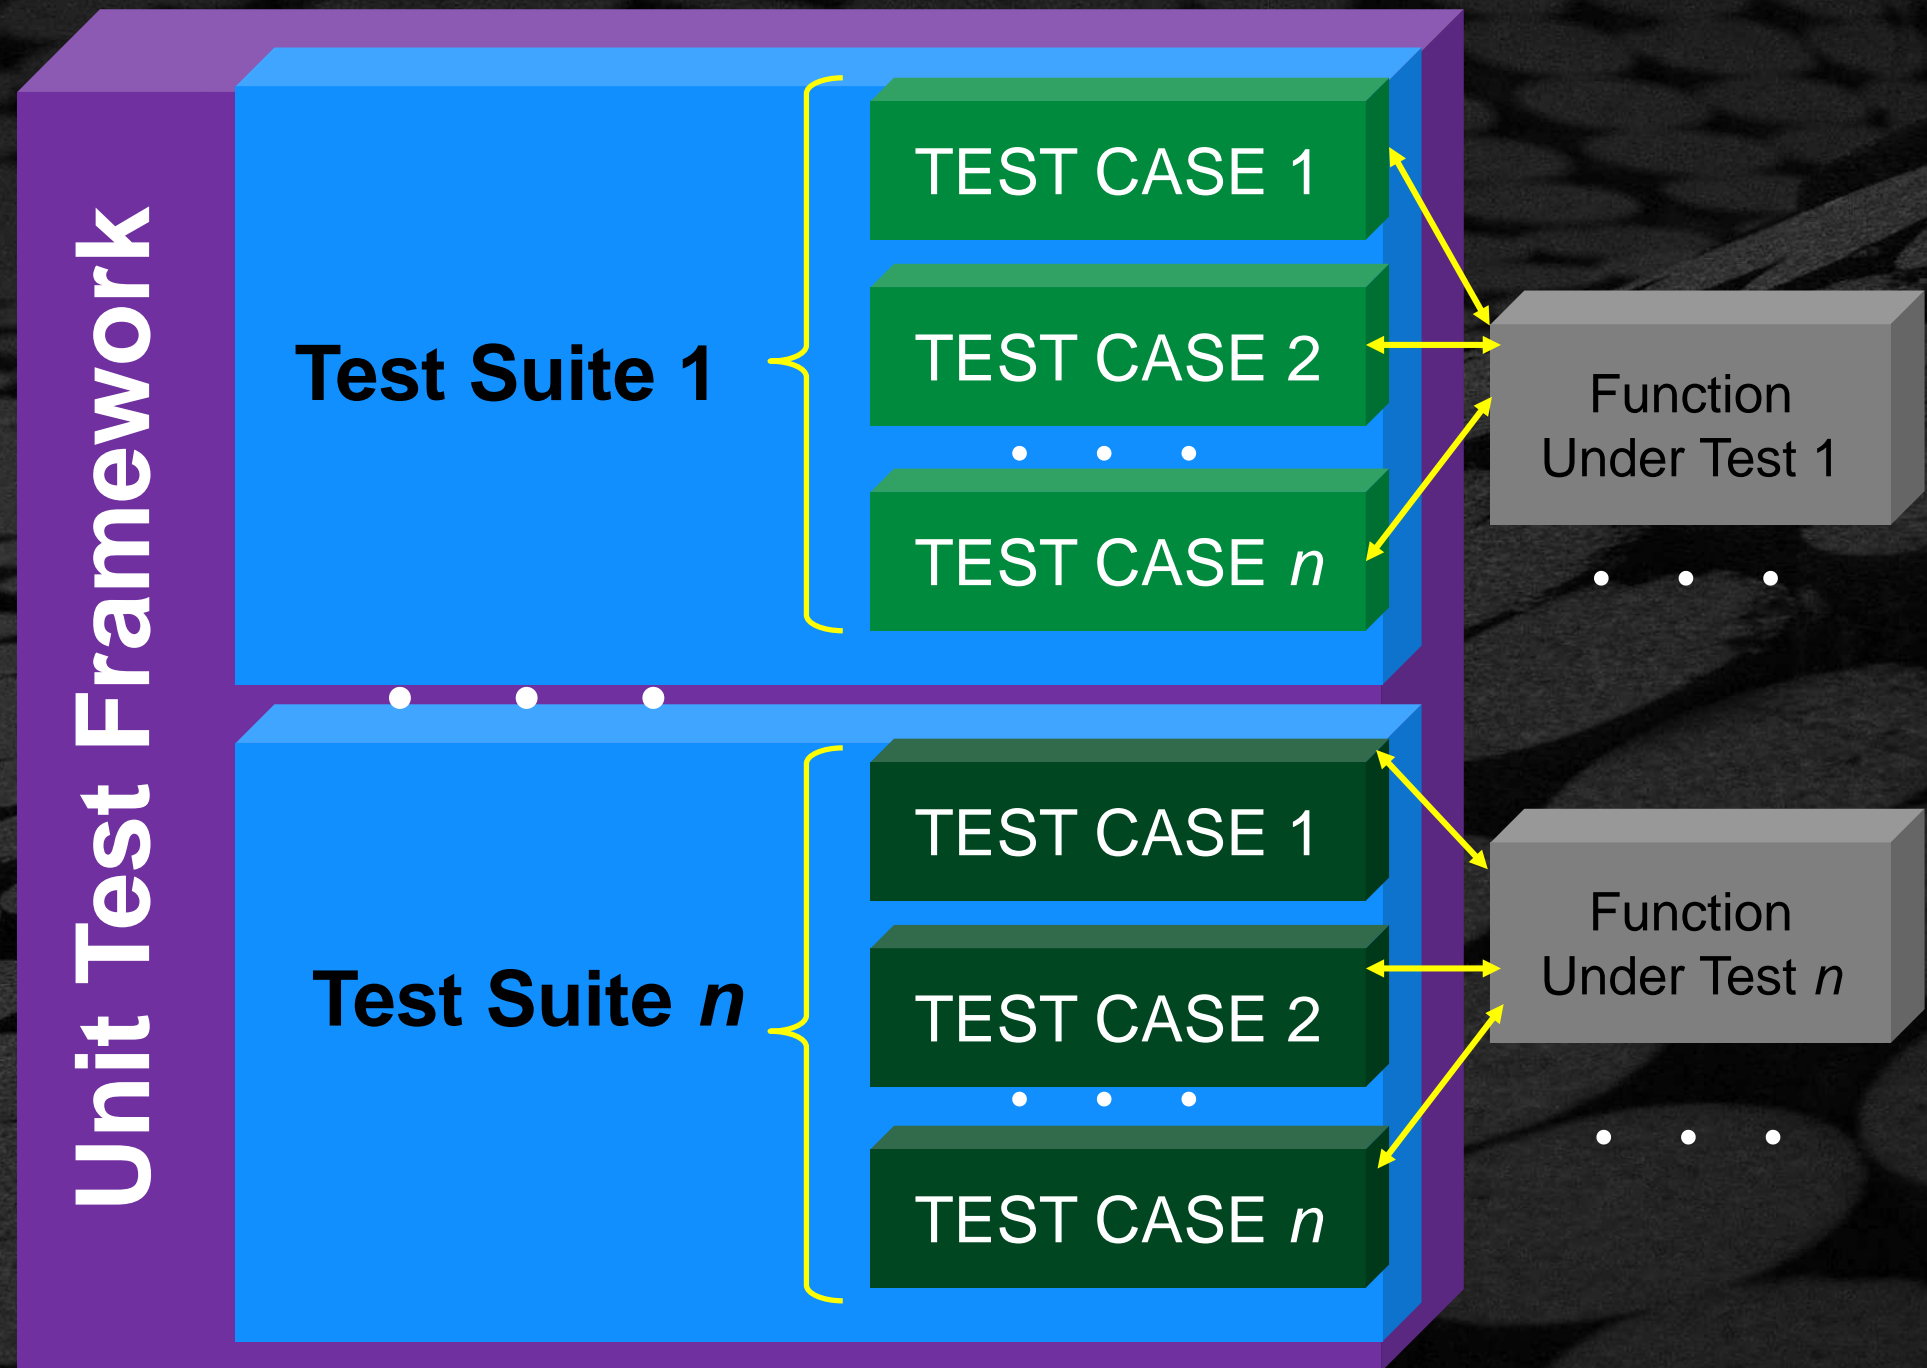 Unit Test Framework
Test Suite 1
TEST CASE 1
TEST CASE 2
. . .
TEST CASE n
Function
Under Test 1
. . .
. . .
Test Suite n
TEST CASE 1
TEST CASE 2
. . .
TEST CASE n
Function
Under Test n
. . .